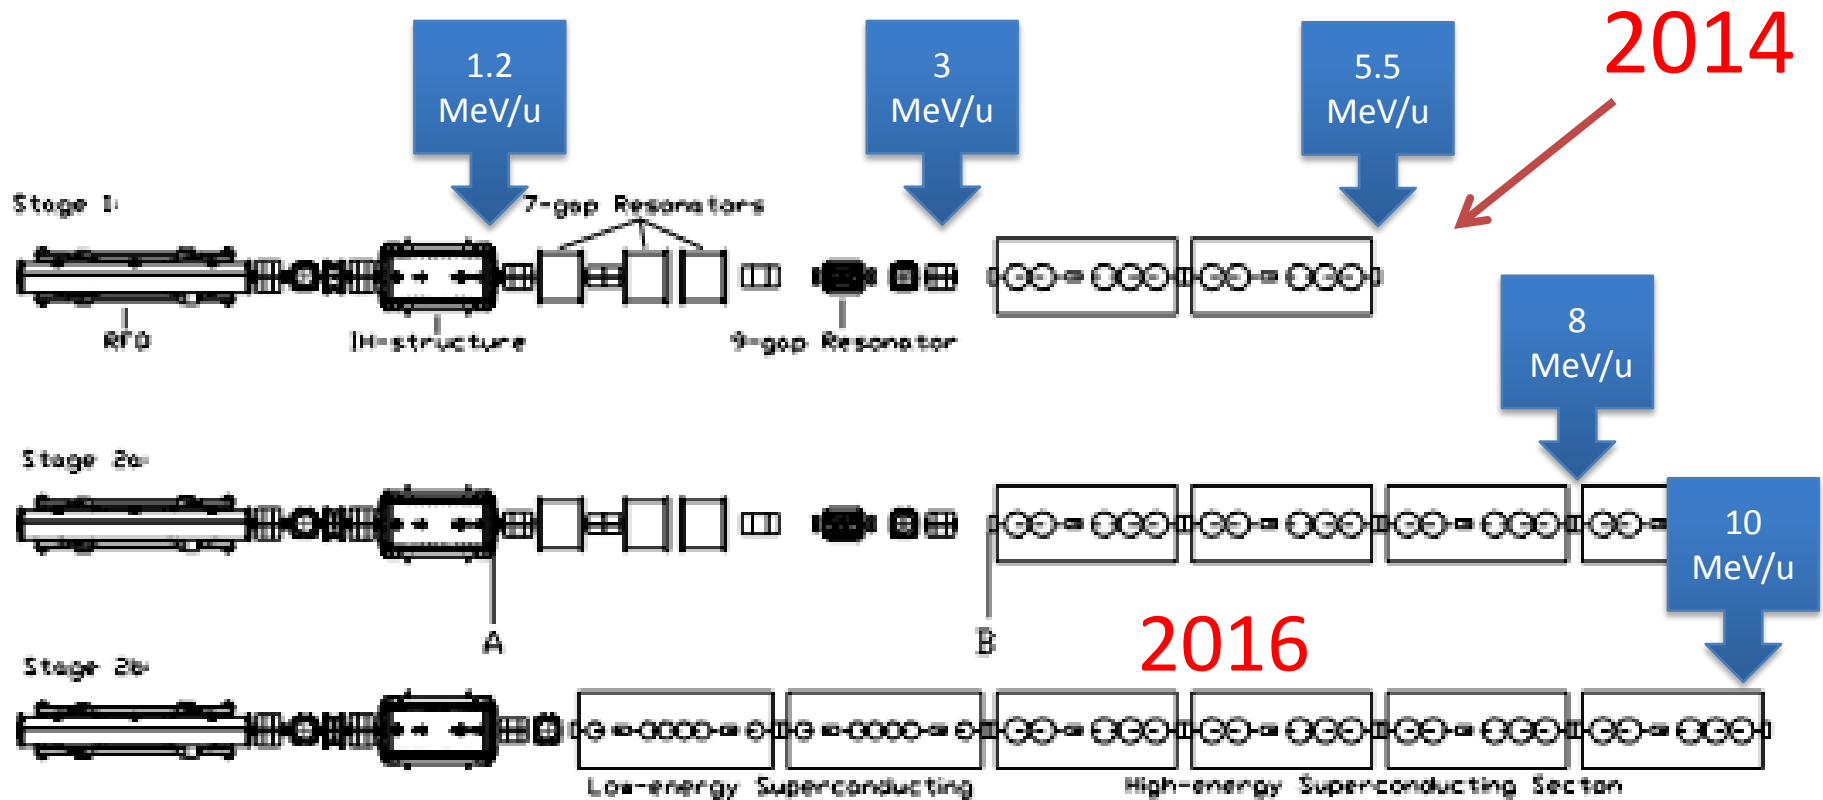 2014
1.2
MeV/u
3
MeV/u
5.5
MeV/u
Stage 1:
7-gap Resonators
RFQ
IH-structure
9-gap Resonator
8
MeV/u
Stage 2a:
10
MeV/u
A
B
2016
Stage 2b:
Low-energy Superconducting
High-energy Superconducting Section